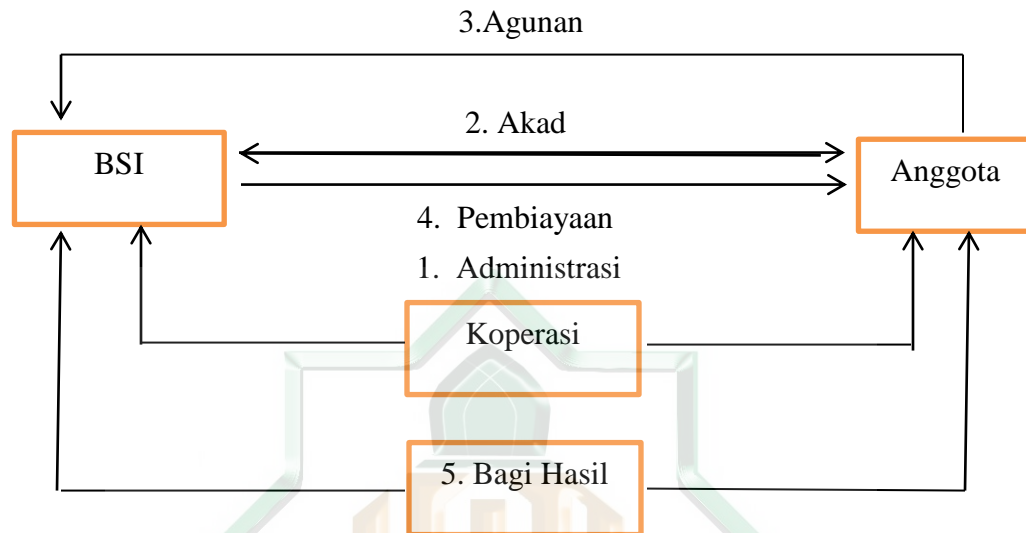 3.Agunan
2. Akad
BSI
Anggota
4. Pembiayaan
1. Administrasi
Koperasi
5. Bagi Hasil